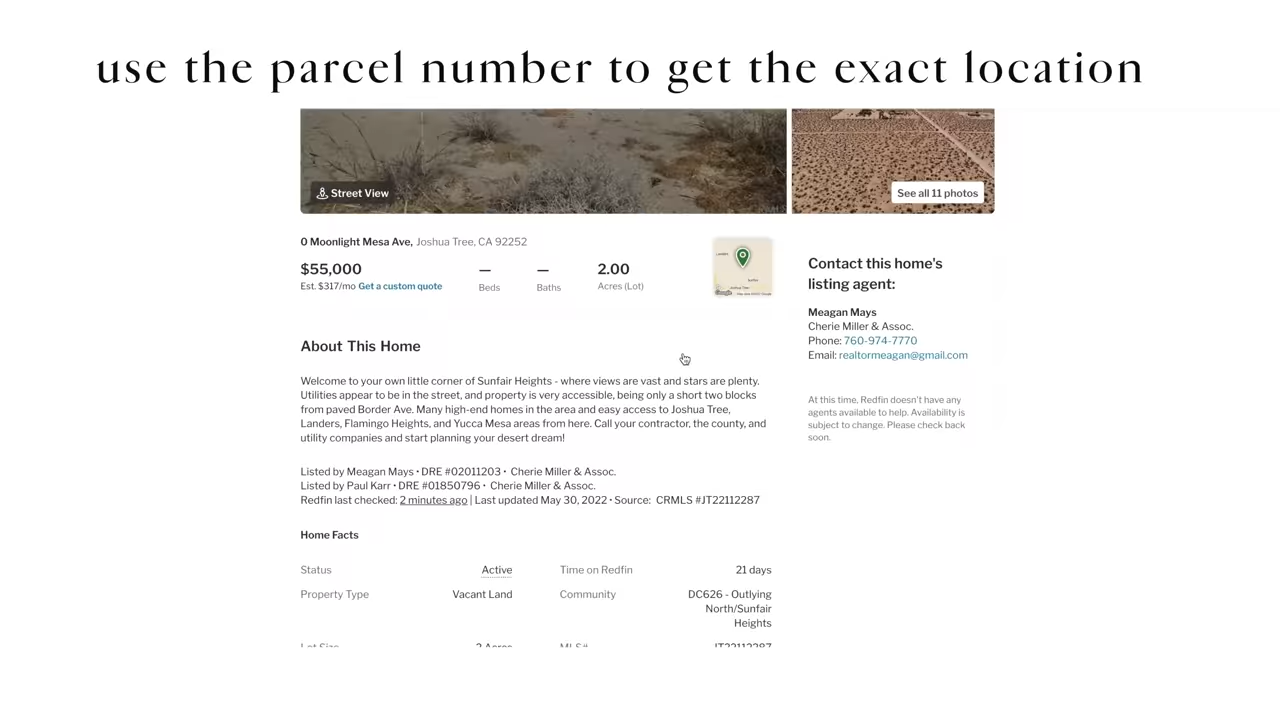 use the parcel number to get the exact location
Street View
See all 11 photos
0 Moonlight Mesa Ave, Joshua Tree, CA 92252
$55,000
Est. $317/mo Get a custom quote
—
Beds
—
Baths
2.00
Acres (Lot)
Landers
Joshua Tree
Google
Contact this home's
listing agent:
Meagan Mays
Cherie Miller & Assoc.
Phone: 760-974-7770
Email: realtormeagan@gmail.com
At this time, Redfin doesn't have any
agents available to help. Availability is
subject to change. Please check back
soon.
About This Home
Welcome to your own little corner of Sunfair Heights - where views are vast and stars are plenty.
Utilities appear to be in the street, and property is very accessible, being only a short two blocks
from paved Border Ave. Many high-end homes in the area and easy access to Joshua Tree,
Landers, Flamingo Heights, and Yucca Mesa areas from here. Call your contractor, the county, and
utility companies and start planning your desert dream!
Listed by Meagan Mays • DRE #02011203 • Cherie Miller & Assoc.
Listed by Paul Karr • DRE #01850796 • Cherie Miller & Assoc.
Redfin last checked: 2 minutes ago | Last updated May 30, 2022 • Source: CRMLS #JT22112287
Home Facts
Status Active Time on Redfin 21 days
Property Type Vacant Land Community DC626 - Outlying
North/Sunfair
Heights
Lot Size 2 Acres MLS# JT22112287